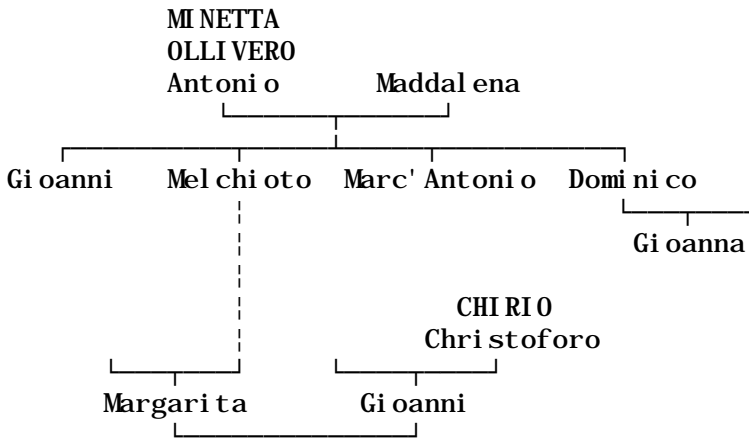 MINETTA
OLLIVERO
Antonio Maddalena
Gioanni Melchioto Marc'Antonio Dominico
Gioanna
CHIRIO
Christoforo
Margarita Gioanni